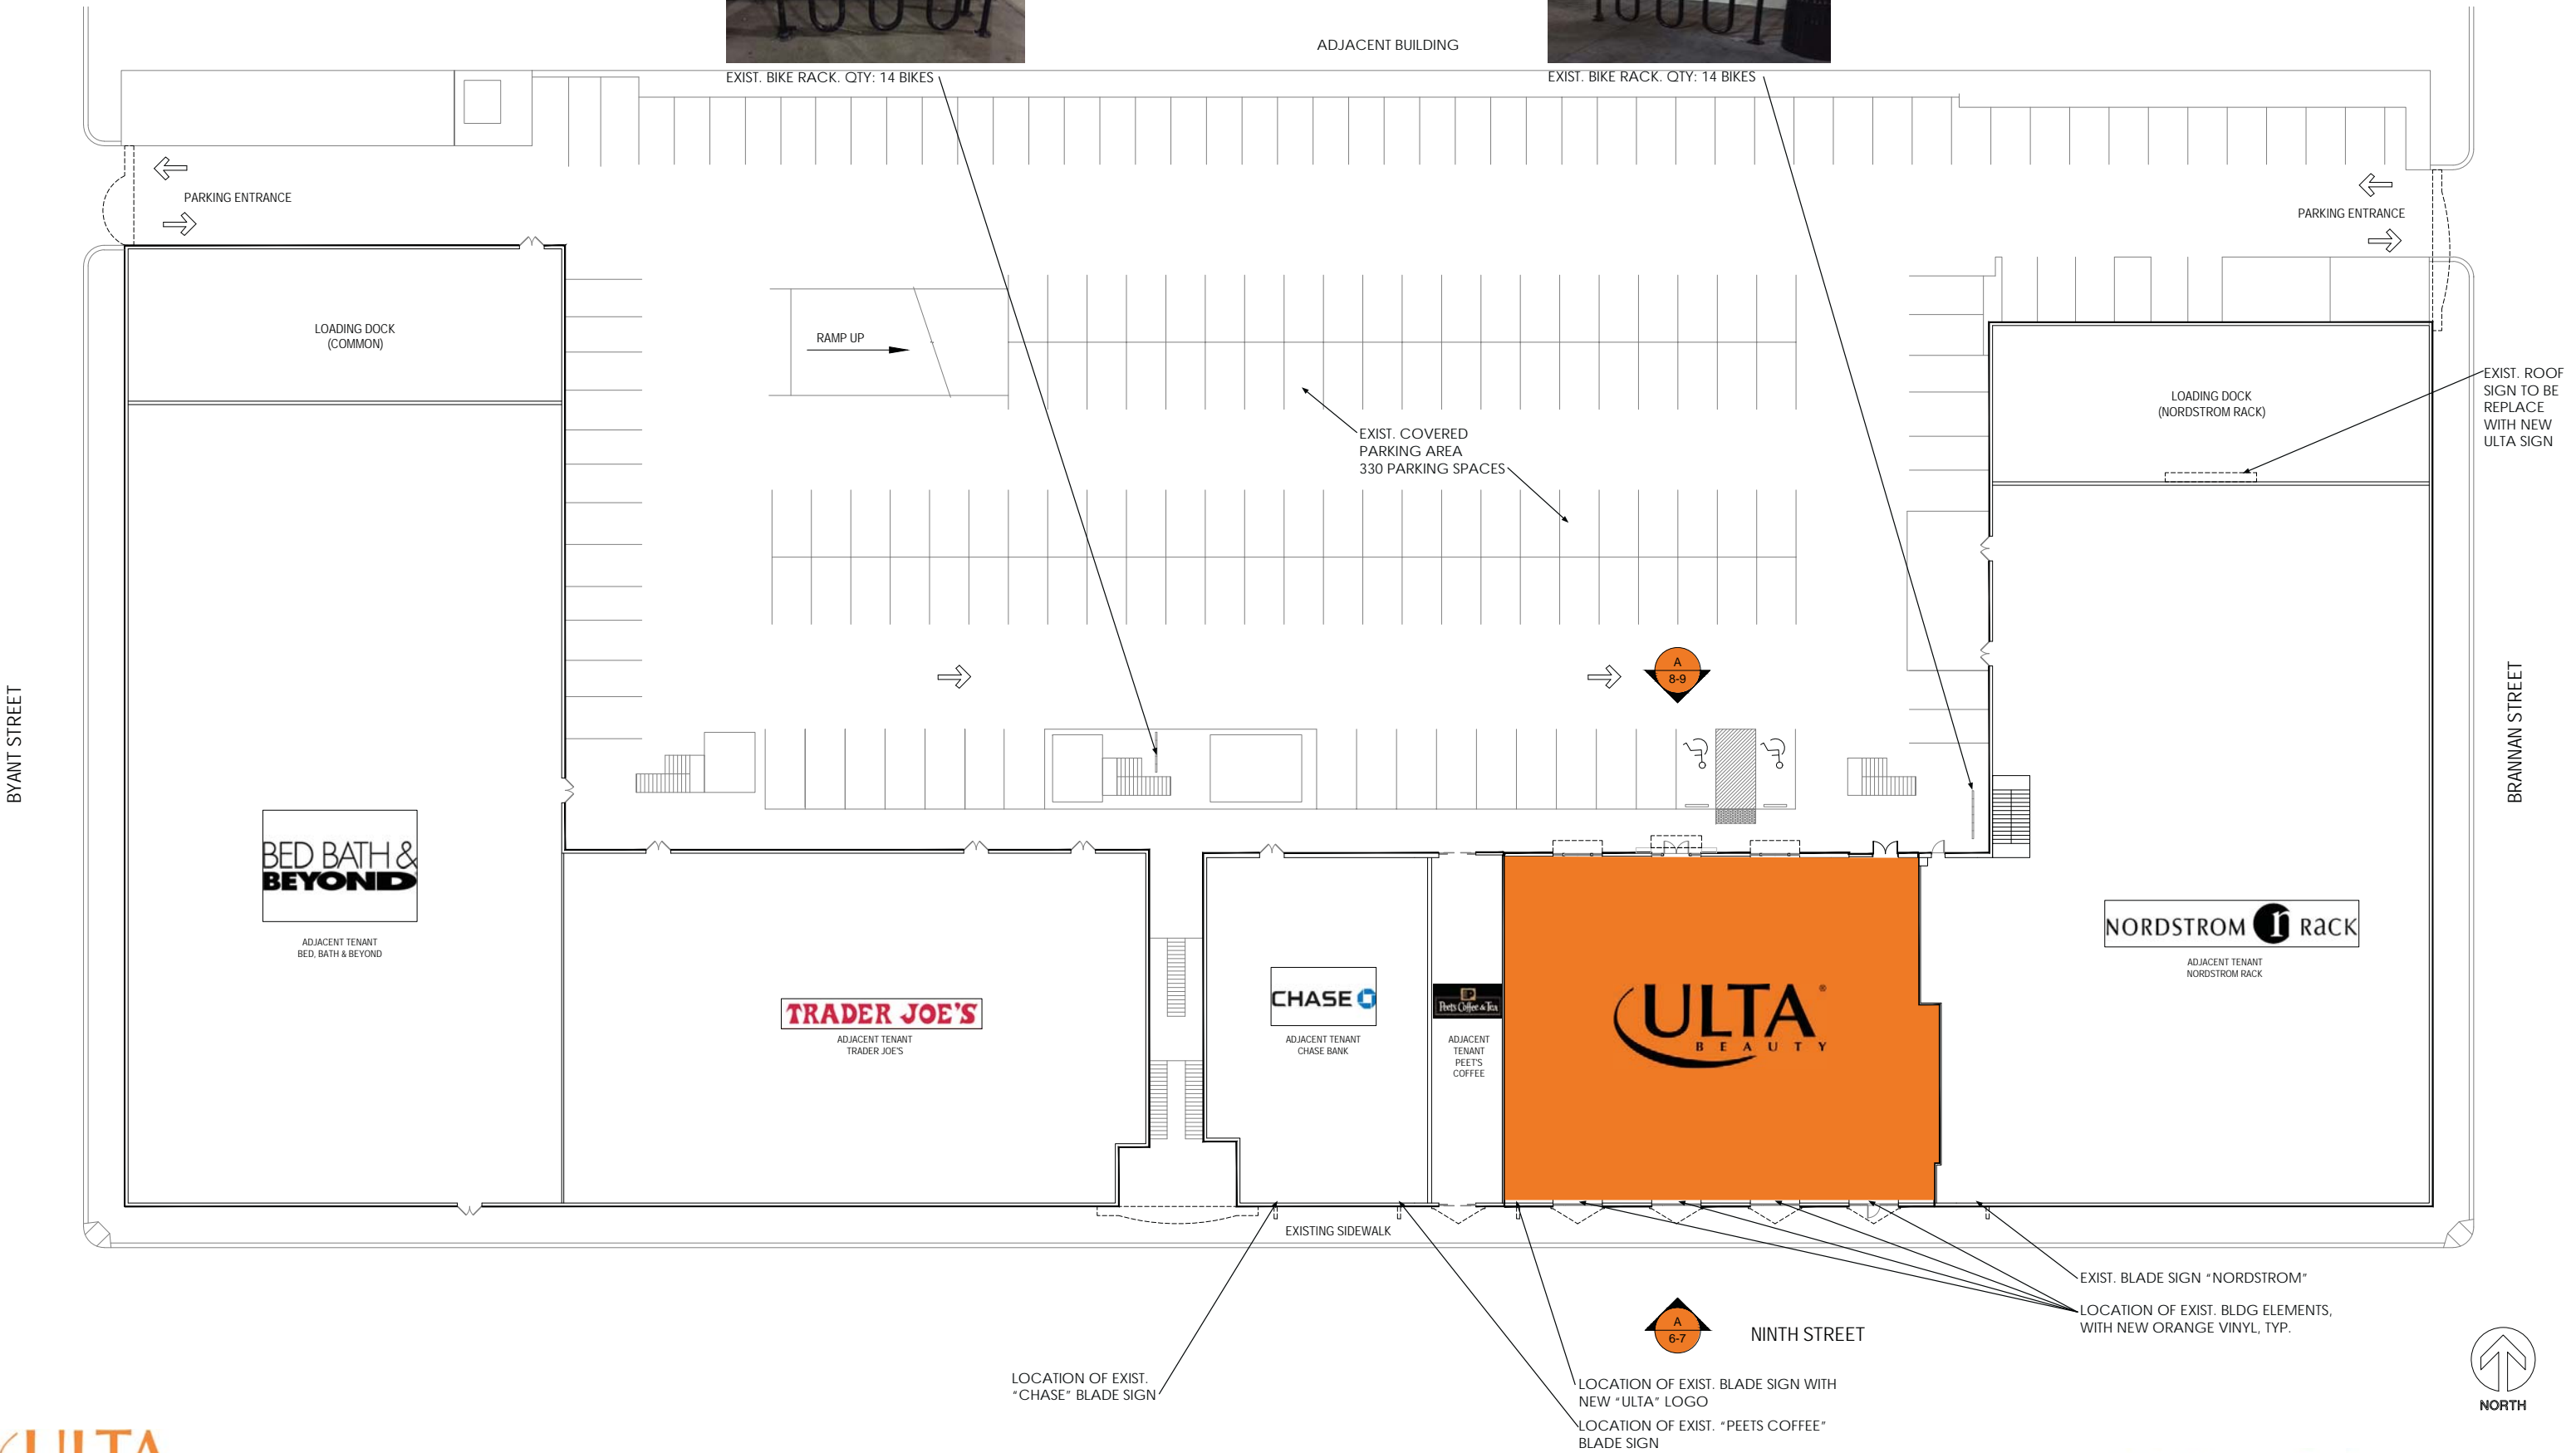 ADJACENT BUILDING
EXIST. BIKE RACK. QTY: 14 BIKES
EXIST. BIKE RACK. QTY: 14 BIKES
PARKING ENTRANCE
PARKING ENTRANCE
LOADING DOCK
(COMMON)
RAMP UP
EXIST. COVERED
PARKING AREA
330 PARKING SPACES
LOADING DOCK
(NORDSTROM RACK)
EXIST. ROOF
SIGN TO BE
REPLACE
WITH NEW
ULTA SIGN
BYANT STREET
BRANNAN STREET
A
8-9
BED BATH &
BEYOND
ADJACENT TENANT
BED, BATH & BEYOND
TRADER JOE'S
ADJACENT TENANT
TRADER JOE'S
CHASE
ADJACENT TENANT
CHASE BANK
Peets Coffee & Tea
ADJACENT
TENANT
PEET'S
COFFEE
ULTA®
BEAUTY
NORDSTROM r RACK
ADJACENT TENANT
NORDSTROM RACK
EXISTING SIDEWALK
EXIST. BLADE SIGN “NORDSTROM”
LOCATION OF EXIST. BLDG ELEMENTS,
WITH NEW ORANGE VINYL, TYP.
A
6-7
NINTH STREET
LOCATION OF EXIST.
“CHASE” BLADE SIGN
LOCATION OF EXIST. BLADE SIGN WITH
NEW “ULTA” LOGO
LOCATION OF EXIST. “PEETS COFFEE”
BLADE SIGN
NORTH
ULTA